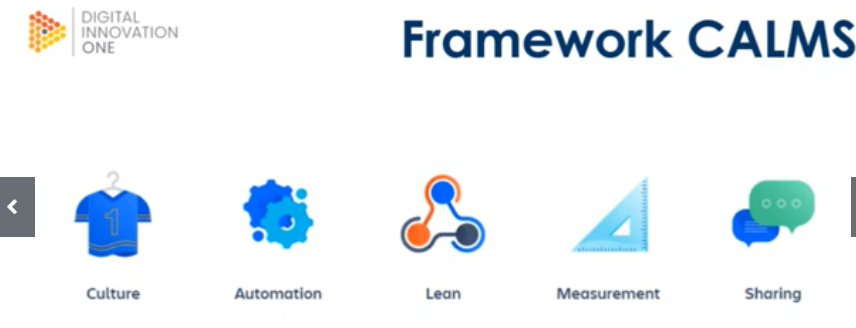 DIGITAL
INNOVATION
ONE
Framework CALMS
1
Culture
Automation
Lean
Measurement
Sharing